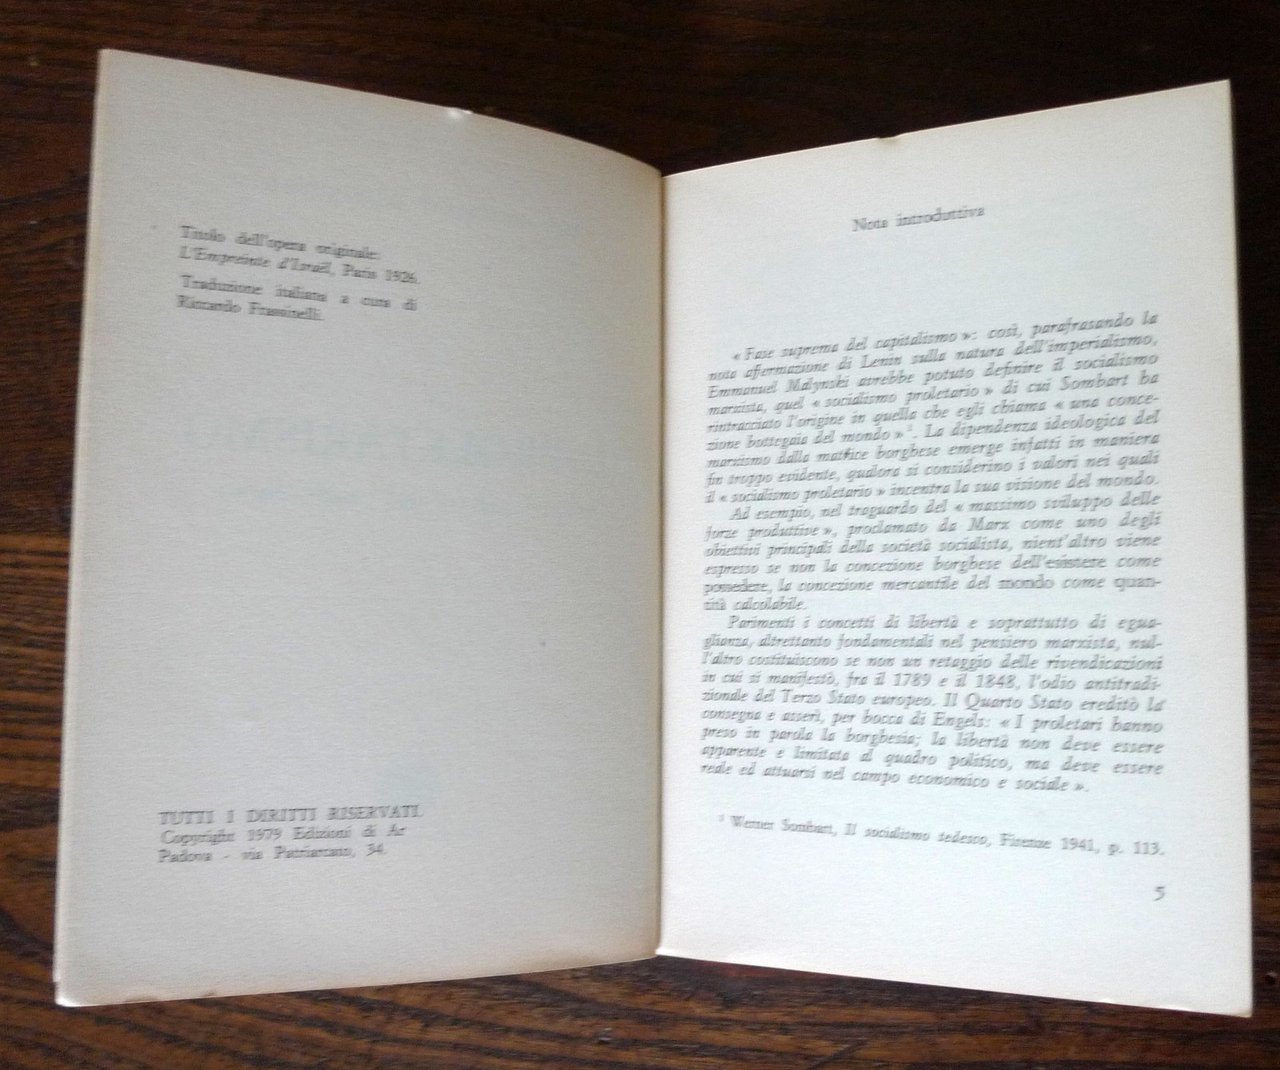 Titolo dell'opera originale:
L'Empreinte d'Israël, Paris 1926.
Traduzione italiana a cura di
Riccardo Frassinelli.
TUTTI I DIRITTI RISERVATI.
Copyright 1979 Edizioni di Ar
Padova - via Patriarcato, 34.
Nota introduttiva
« Fase suprema del capitalismo »: così, parafrasando la
nota affermazione di Lenin sulla natura dell'imperialismo,
Emmanuel Malynski avrebbe potuto definire il socialismo
marxista, quel « socialismo proletario » di cui Sombart ha
rintracciato l'origine in quella che egli chiama « una conce-
zione bottegaia del mondo »¹. La dipendenza ideologica del
marxismo dalla matrice borghese emerge infatti in maniera
fin troppo evidente, qualora si considerino i valori nei quali
il « socialismo proletario » incentra la sua visione del mondo.
Ad esempio, nel traguardo del « massimo sviluppo delle
forze produttive », proclamato da Marx come uno degli
obiettivi principali della società socialista, nient'altro viene
espresso se non la concezione borghese dell'esistere come
possedere, la concezione mercantile del mondo come quan-
tità calcolabile.
Parimenti i concetti di libertà e soprattutto di egua-
glianza, altrettanto fondamentali nel pensiero marxista, nul-
l'altro costituiscono se non un retaggio delle rivendicazioni
in cui si manifestò, fra il 1789 e il 1848, l'odio antitradi-
zionale del Terzo Stato europeo. Il Quarto Stato ereditò la
consegna e asserì, per bocca di Engels: « I proletari hanno
preso in parola la borghesia; la libertà non deve essere
apparente e limitata al quadro politico, ma deve essere
reale ed attuarsi nel campo economico e sociale ».
¹ Werner Sombart, Il socialismo tedesco, Firenze 1941, p. 113.
5